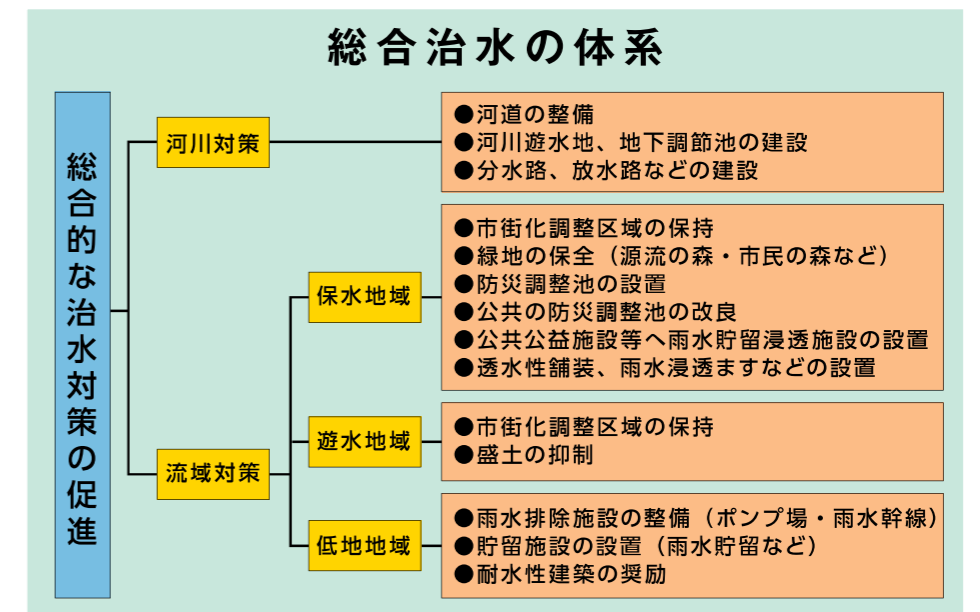 総合治水の体系
総合的な治水対策の促進
河川対策
●河道の整備
●河川遊水地、地下調節池の建設
●分水路、放水路などの建設
流域対策
保水地域
●市街化調整区域の保持
●緑地の保全（源流の森・市民の森など）
●防災調整池の設置
●公共の防災調整池の改良
●公共公益施設等へ雨水貯留浸透施設の設置
●透水性舗装、雨水浸透ますなどの設置
遊水地域
●市街化調整区域の保持
●盛土の抑制
低地地域
●雨水排除施設の整備（ポンプ場・雨水幹線）
●貯留施設の設置（雨水貯留など）
●耐水性建築の奨励